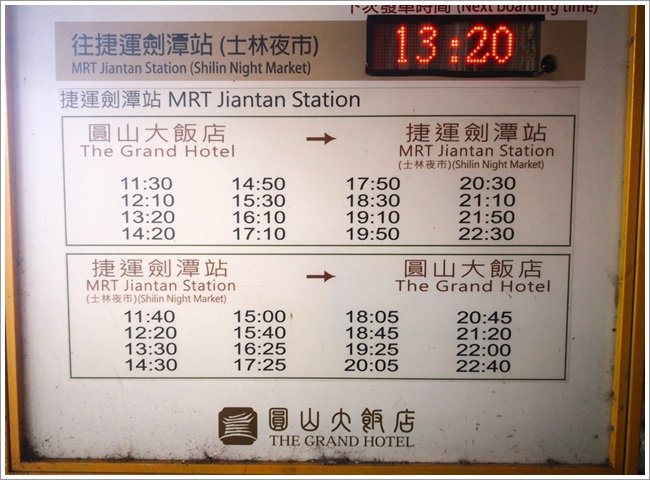 下次發車時間 (Next boarding time)
往捷運劍潭站 (士林夜市)
MRT Jiantan Station (Shilin Night Market)
13:20
捷運劍潭站 MRT Jiantan Station
圓山大飯店 → 捷運劍潭站
The Grand Hotel MRT Jiantan Station
(士林夜市)(Shilin Night Market)
11:30 14:50 17:50 20:30
12:10 15:30 18:30 21:10
13:20 16:10 19:10 21:50
14:20 17:10 19:50 22:30
捷運劍潭站 → 圓山大飯店
MRT Jiantan Station The Grand Hotel
(士林夜市)(Shilin Night Market)
11:40 15:00 18:05 20:45
12:20 15:40 18:45 21:20
13:30 16:25 19:25 22:00
14:30 17:25 20:05 22:40
圓山大飯店
THE GRAND HOTEL